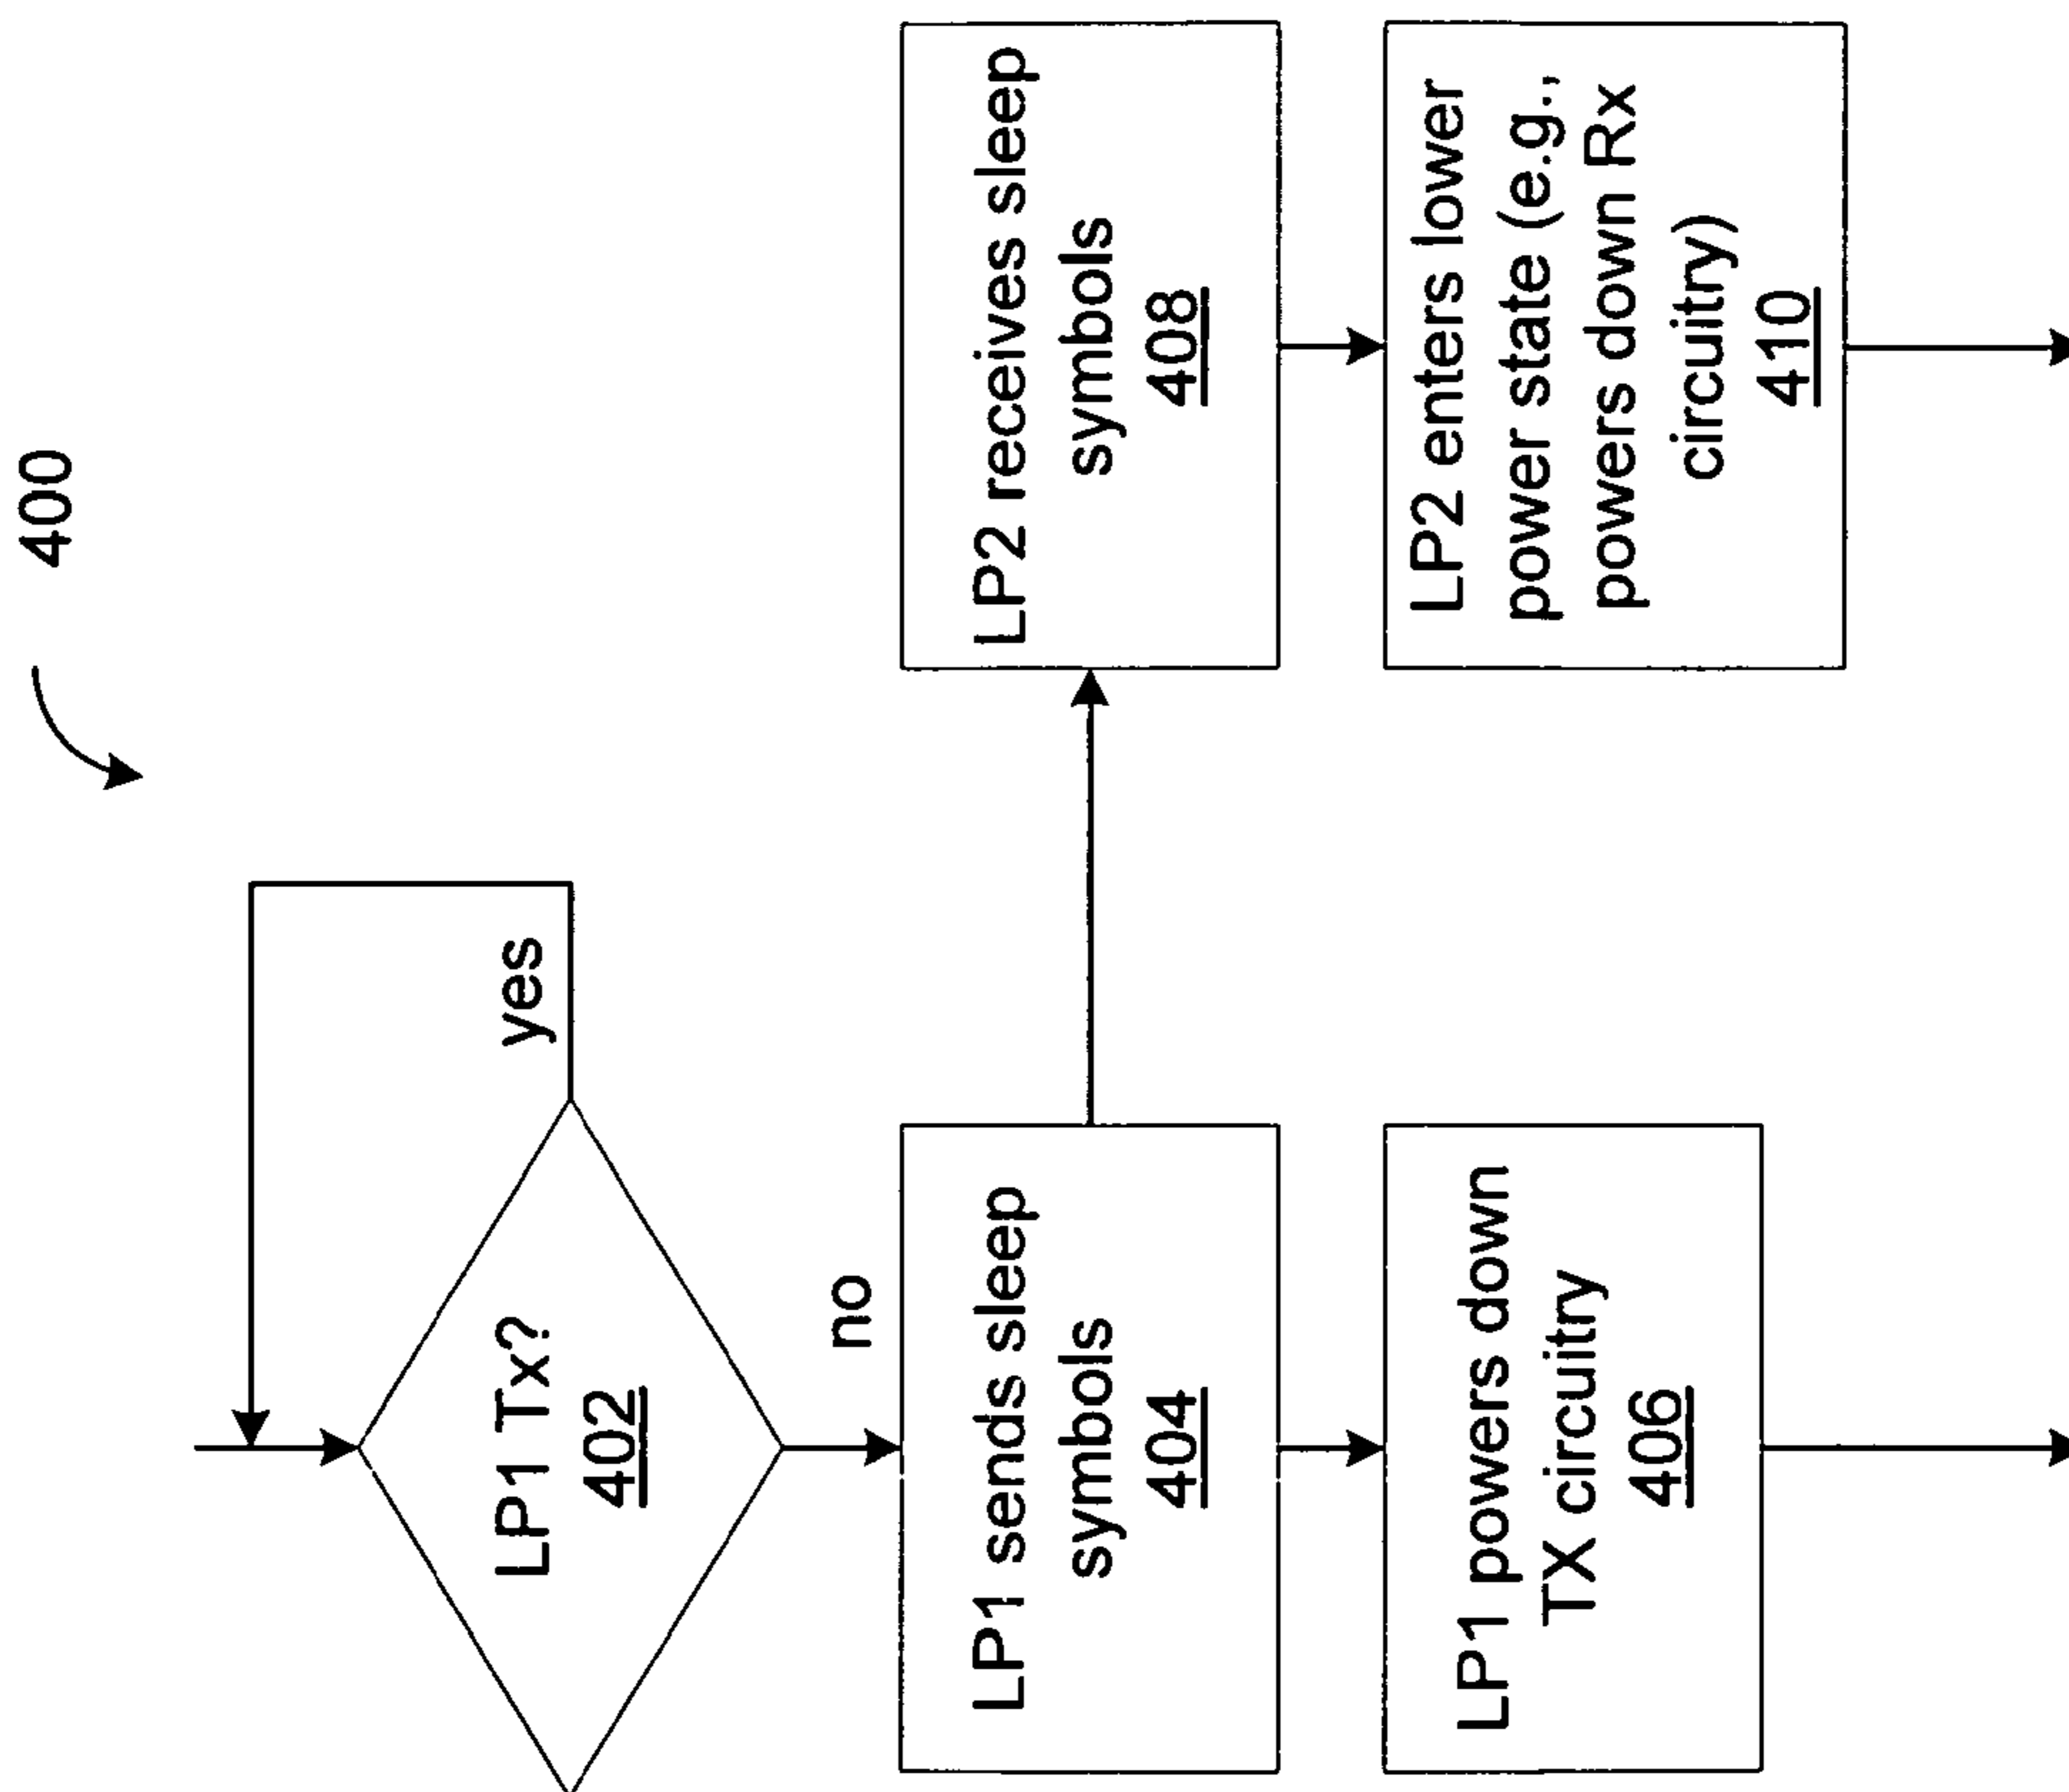 400
LP1 Tx?
402
yes
no
LP1 sends sleep
symbols
404
LP1 powers down
TX circuitry
406
LP2 receives sleep
symbols
408
LP2 enters lower
power state (e.g.,
powers down Rx
circuitry)
410